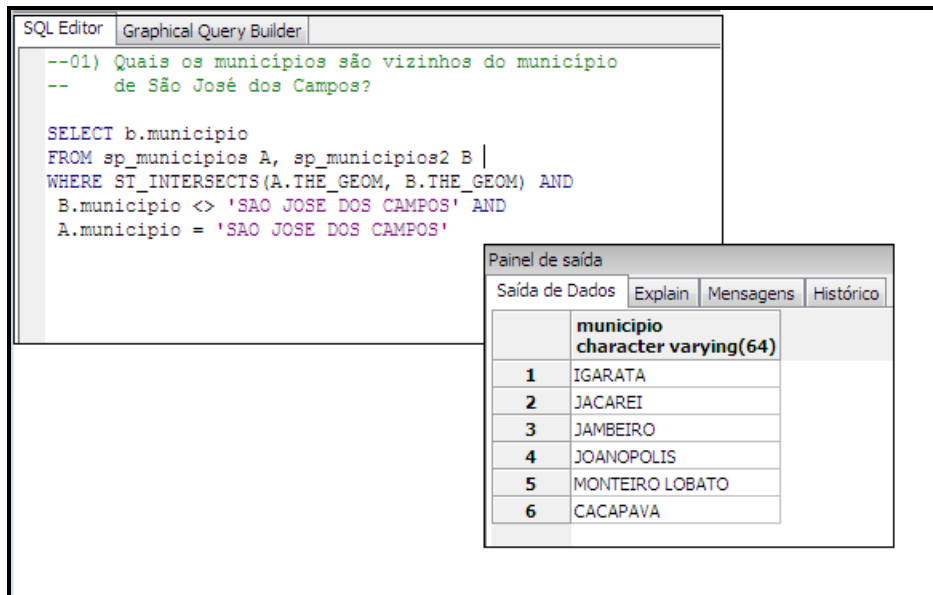 SQL Editor Graphical Query Builder
--01) Quais os municípios são vizinhos do município
-- de São José dos Campos?
SELECT b.municipio
FROM sp_municipios A, sp_municipios2 B
WHERE ST_INTERSECTS(A.THE_GEOM, B.THE_GEOM) AND
B.municipio <> 'SAO JOSE DOS CAMPOS' AND
A.municipio = 'SAO JOSE DOS CAMPOS'
Painel de saída
Saída de Dados Explain Mensagens Histórico
municipio
character varying(64)
1 IGARATA
2 JACAREI
3 JAMBEIRO
4 JOANOPOLIS
5 MONTEIRO LOBATO
6 CACAPAVA